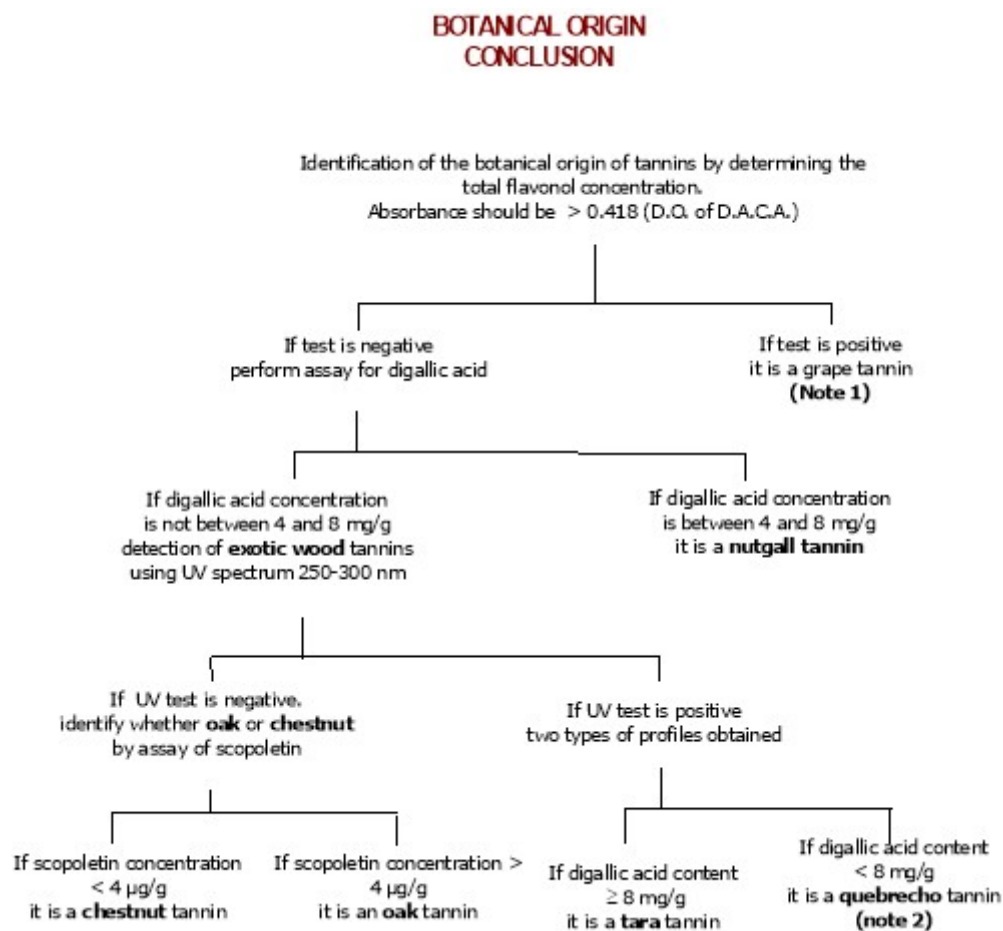 BOTANICAL ORIGIN
CONCLUSION
Identification of the botanical origin of tannins by determining the
total flavonol concentration.
Absorbance should be > 0.418 (D.O. of D.A.C.A.)
If test is negative
perform assay for digallic acid
If test is positive
it is a grape tannin
(Note 1)
If digallic acid concentration
is not between 4 and 8 mg/g
detection of exotic wood tannins
using UV spectrum 250-300 nm
If digallic acid concentration
is between 4 and 8 mg/g
it is a nutgall tannin
If UV test is negative.
identify whether oak or chestnut
by assay of scopoletin
If UV test is positive
two types of profiles obtained
If scopoletin concentration
< 4 µg/g
it is a chestnut tannin
If scopoletin concentration >
4 µg/g
it is an oak tannin
If digallic acid content
≥ 8 mg/g
it is a tara tannin
If digallic acid content
< 8 mg/g
it is a quebrecho tannin
(note 2)